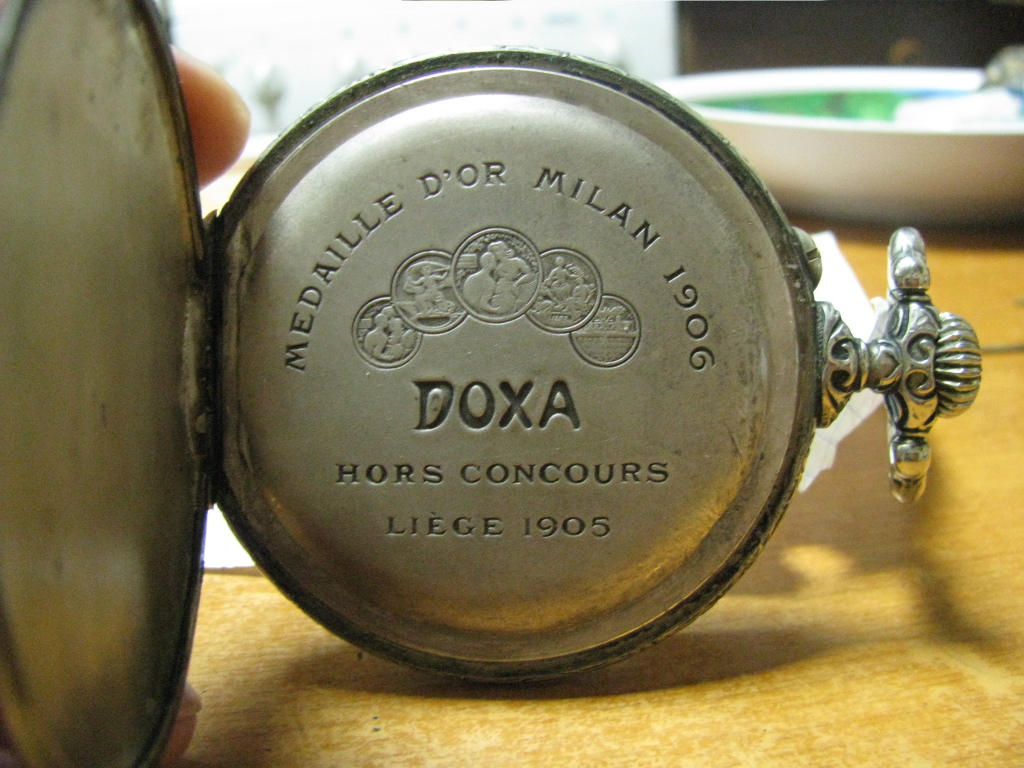 MEDAILLE D'OR MILAN 1906
DOXA
HORS CONCOURS
LIÈGE 1905